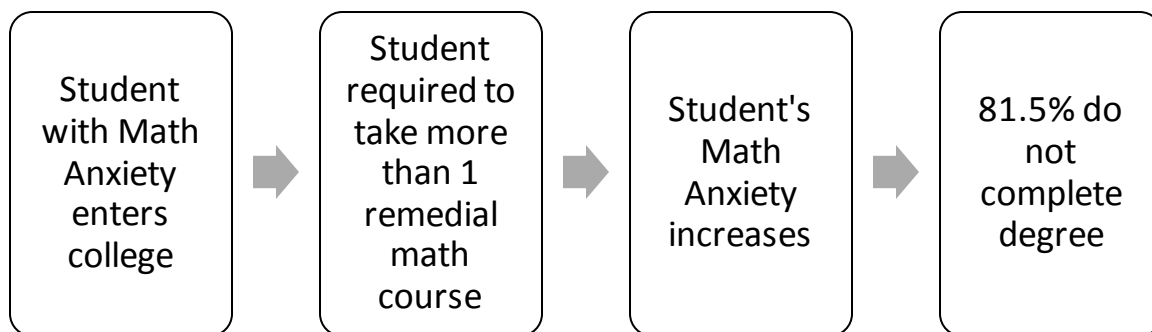 Student
with Math
Anxiety
enters
college
Student
required to
take more
than 1
remedial
math
course
Student's
Math
Anxiety
increases
81.5% do
not
complete
degree